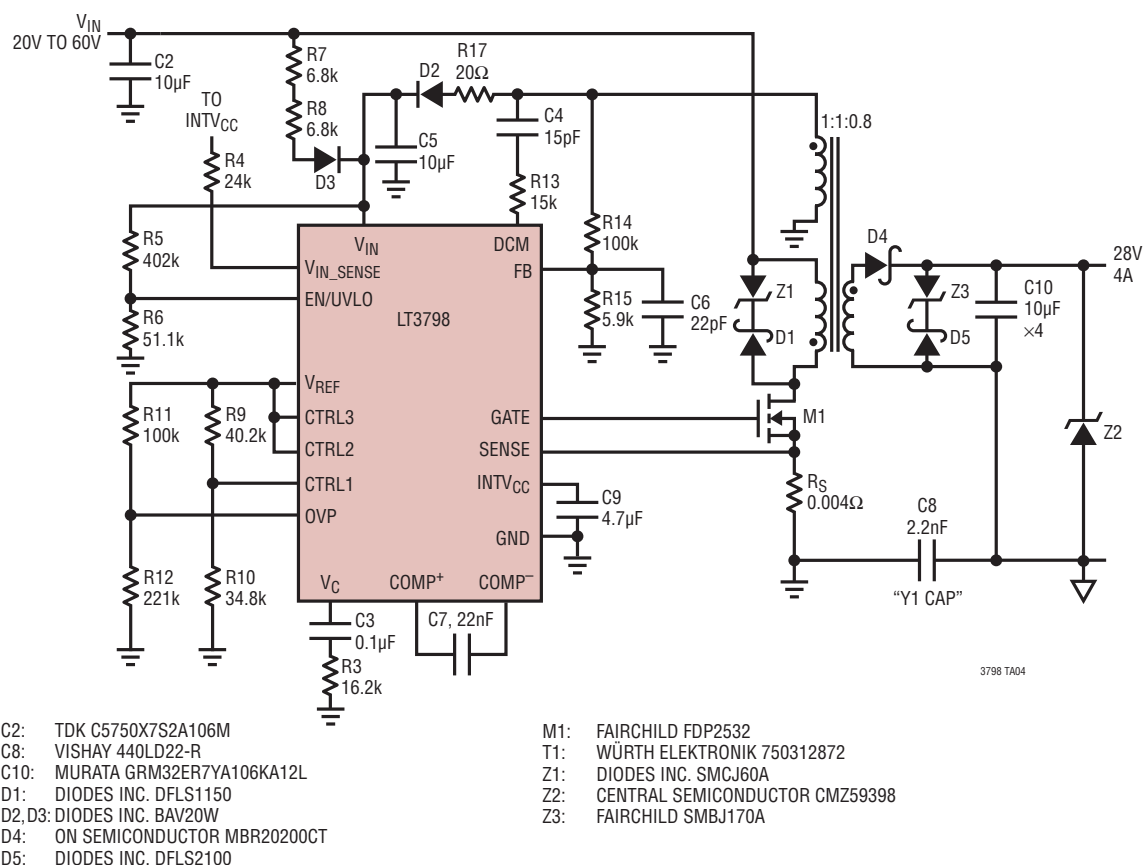 VIN
20V TO 60V
C2
10µF
R7
6.8k
R8
6.8k
D3
TO
INTVCC
R4
24k
D2
R17
20Ω
C5
10µF
C4
15pF
R13
15k
1:1:0.8
R14
100k
R15
5.9k
C6
22pF
R5
402k
R6
51.1k
VIN
DCM
VIN_SENSE
FB
EN/UVLO
LT3798
Z1
D1
D4
Z3
D5
C10
10µF
×4
28V
4A
VREF
CTRL3
CTRL2
CTRL1
OVP
GATE
SENSE
INTVCC
GND
VC
COMP+
COMP–
R11
100k
R9
40.2k
R12
221k
R10
34.8k
M1
RS
0.004Ω
C9
4.7µF
Z2
C8
2.2nF
“Y1 CAP”
C3
0.1µF
R3
16.2k
C7, 22nF
3798 TA04
C2: TDK C5750X7S2A106M
C8: VISHAY 440LD22-R
C10: MURATA GRM32ER7YA106KA12L
D1: DIODES INC. DFLS1150
D2,D3: DIODES INC. BAV20W
D4: ON SEMICONDUCTOR MBR20200CT
D5: DIODES INC. DFLS2100
M1: FAIRCHILD FDP2532
T1: WÜRTH ELEKTRONIK 750312872
Z1: DIODES INC. SMCJ60A
Z2: CENTRAL SEMICONDUCTOR CMZ59398
Z3: FAIRCHILD SMBJ170A